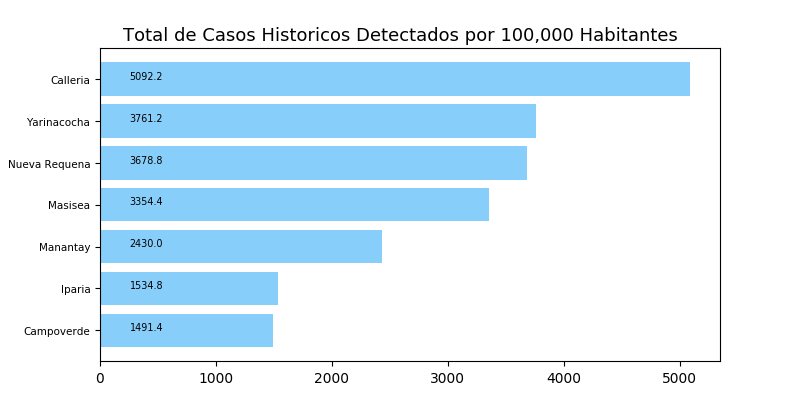 Total de Casos Historicos Detectados por 100,000 Habitantes
Calleria 5092.2
Yarinacocha 3761.2
Nueva Requena 3678.8
Masisea 3354.4
Manantay 2430.0
Iparia 1534.8
Campoverde 1491.4
0 1000 2000 3000 4000 5000